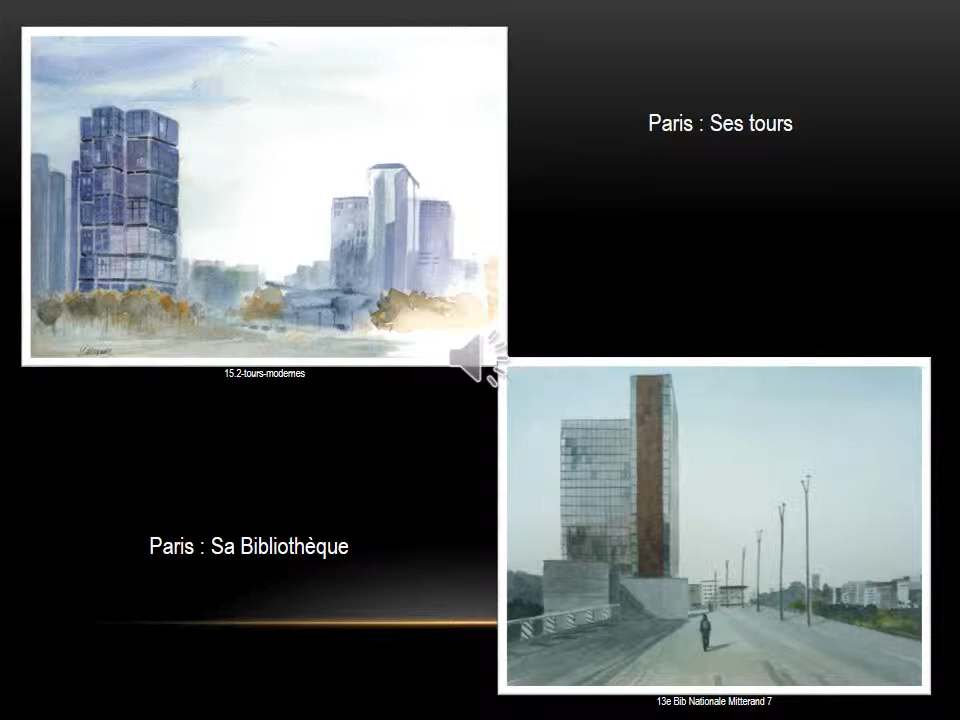 Paris : Ses tours
15.2-tours-modernes
Paris : Sa Bibliothèque
13e Bib Nationale Mitterand 7